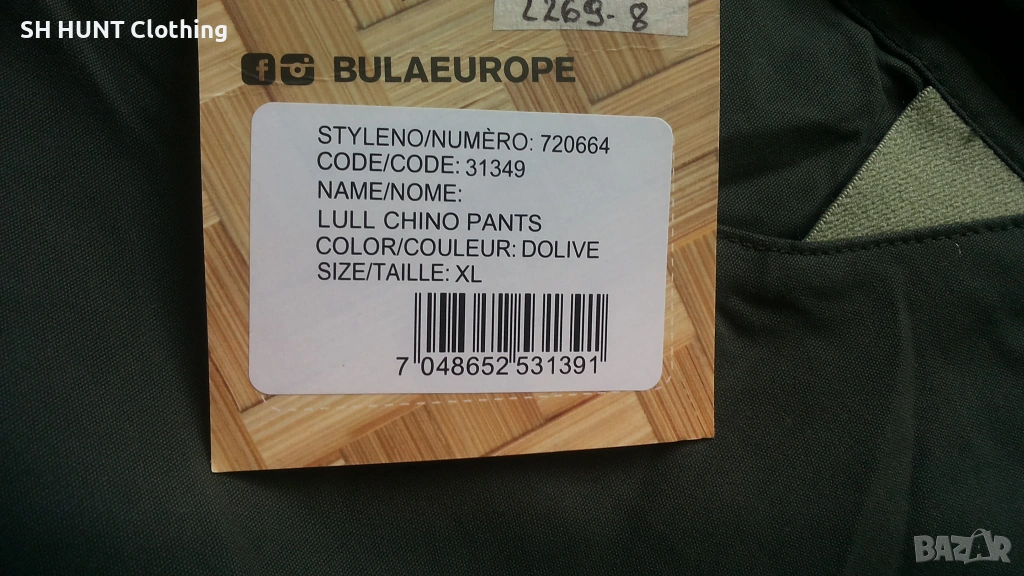 SH HUNT Clothing
2269-8
BULAEUROPE
STYLENO/NUMÈRO: 720664
CODE/CODE: 31349
NAME/NOME:
LULL CHINO PANTS
COLOR/COULEUR: DOLIVE
SIZE/TAILLE: XL
7 048652 531391
BAZAR